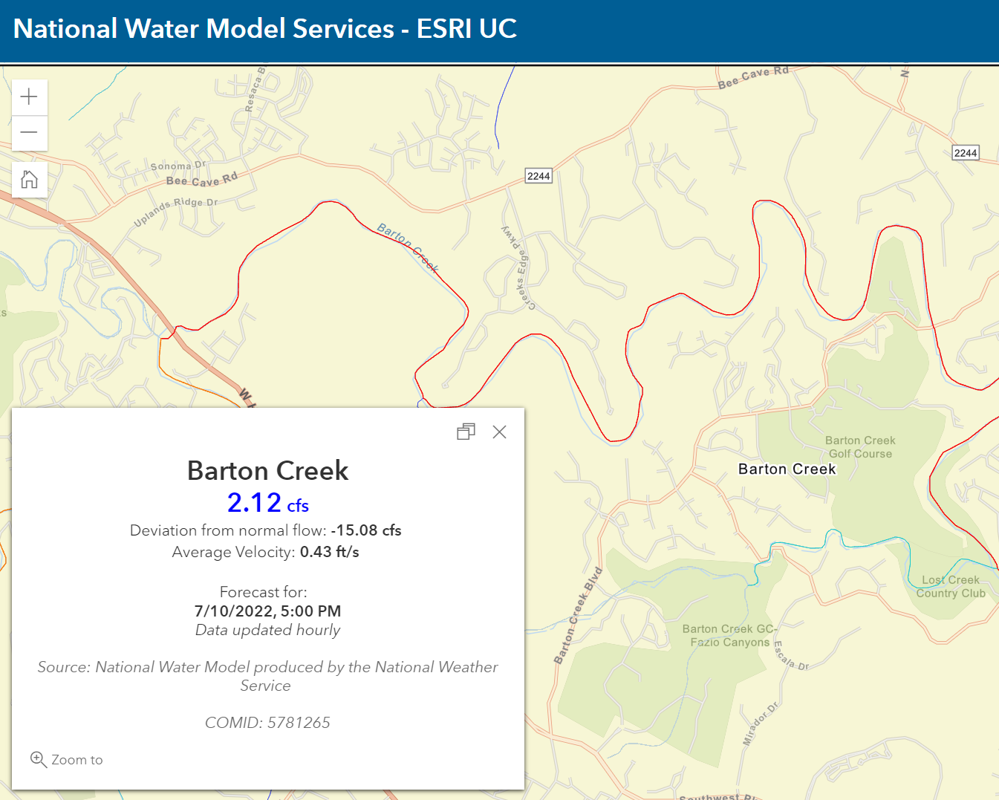 National Water Model Services - ESRI UC
Bee Cave Rd
2244
Sonoma Dr
Bee Cave Rd
2244
Uplands Ridge Dr
Barton Creek
Creeks Edge Pkwy
Barton Creek
Golf Course
Barton Creek
Lost Creek
Country Club
Barton Creek Blvd
Barton Creek GC-
Fazio Canyons
Escala Dr
Mirador Dr
Barton Creek
2.12 cfs
Deviation from normal flow: -15.08 cfs
Average Velocity: 0.43 ft/s
Forecast for:
7/10/2022, 5:00 PM
Data updated hourly
Source: National Water Model produced by the National Weather
Service
COMID: 5781265
Zoom to